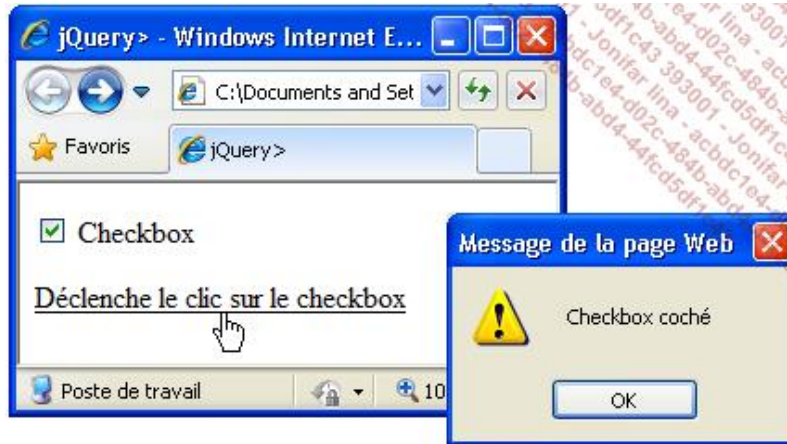 jQuery> - Windows Internet E...
C:\Documents and Set
Favoris
jQuery>
Checkbox
Déclenche le clic sur le checkbox
Poste de travail
10
Message de la page Web
Checkbox coché
OK